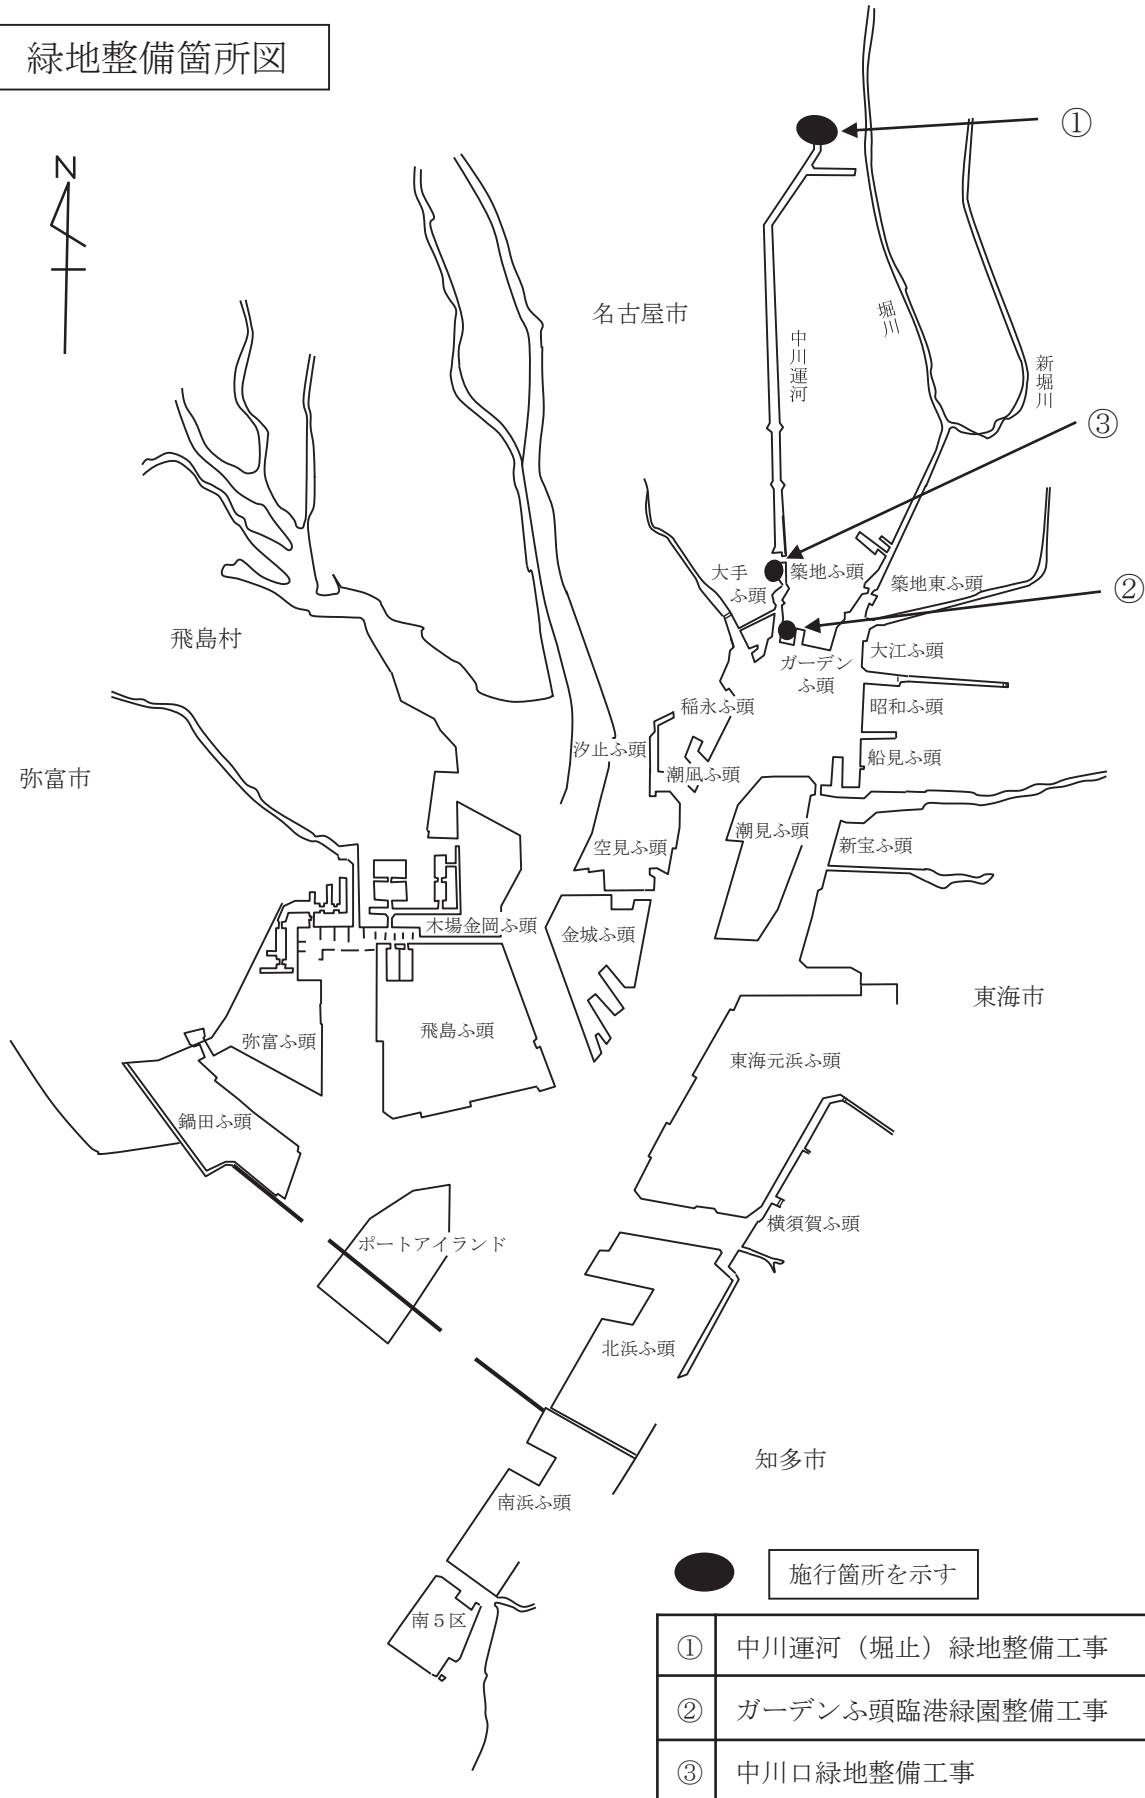 緑地整備箇所図
N
①
名古屋市
堀川
中川運河
新堀川
③
大手
ふ頭
築地ふ頭
築地東ふ頭
②
飛島村
大江ふ頭
ガーデン
ふ頭
稲永ふ頭
昭和ふ頭
汐止ふ頭
船見ふ頭
潮凪ふ頭
弥富市
潮見ふ頭
空見ふ頭
新宝ふ頭
木場金岡ふ頭
金城ふ頭
東海市
飛島ふ頭
弥富ふ頭
東海元浜ふ頭
鍋田ふ頭
横須賀ふ頭
ポートアイランド
北浜ふ頭
知多市
南浜ふ頭
施行箇所を示す
南5区
① 中川運河（堀止）緑地整備工事
② ガーデンふ頭臨港緑園整備工事
③ 中川口緑地整備工事